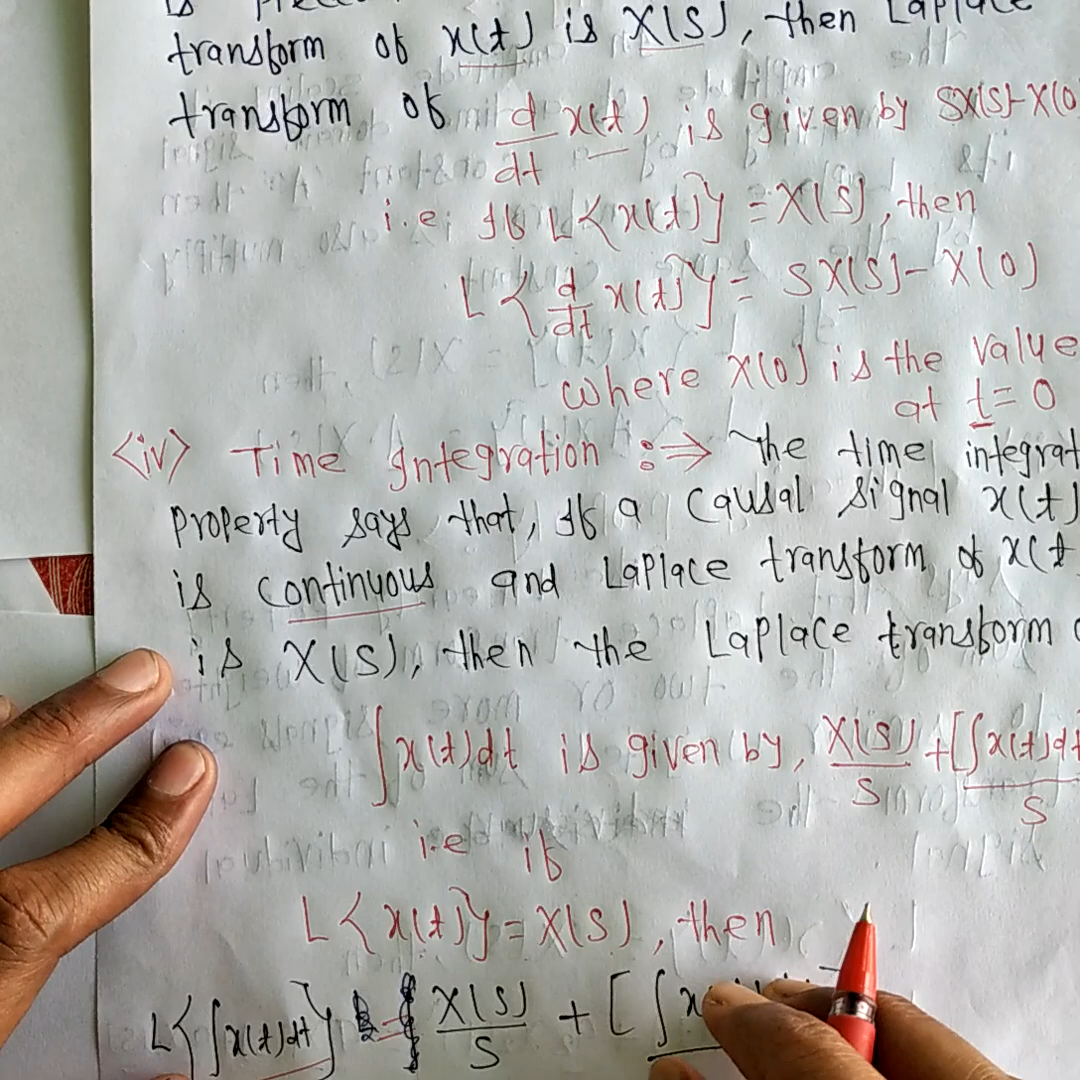 is
transform of x(t) is X(S), then Laplace
transform of d/dt x(t) is given by SX(S)-X(0
i.e; If L{x(t)} = X(S), then
L{d/dt x(t)} = SX(S)-X(0)
where X(0) is the value
at t=0
<iv> Time Integration :⇒ The time integrat
Property says that, If a Causal signal x(t)
is continuous and Laplace transform of x(t
is X(S), then the Laplace transform
∫x(t)dt is given by, X(S)/S + [∫x(t)dt/S
i.e if
L{x(t)} = X(S), then
L{∫x(t)dt} = X(S)/S + [∫x